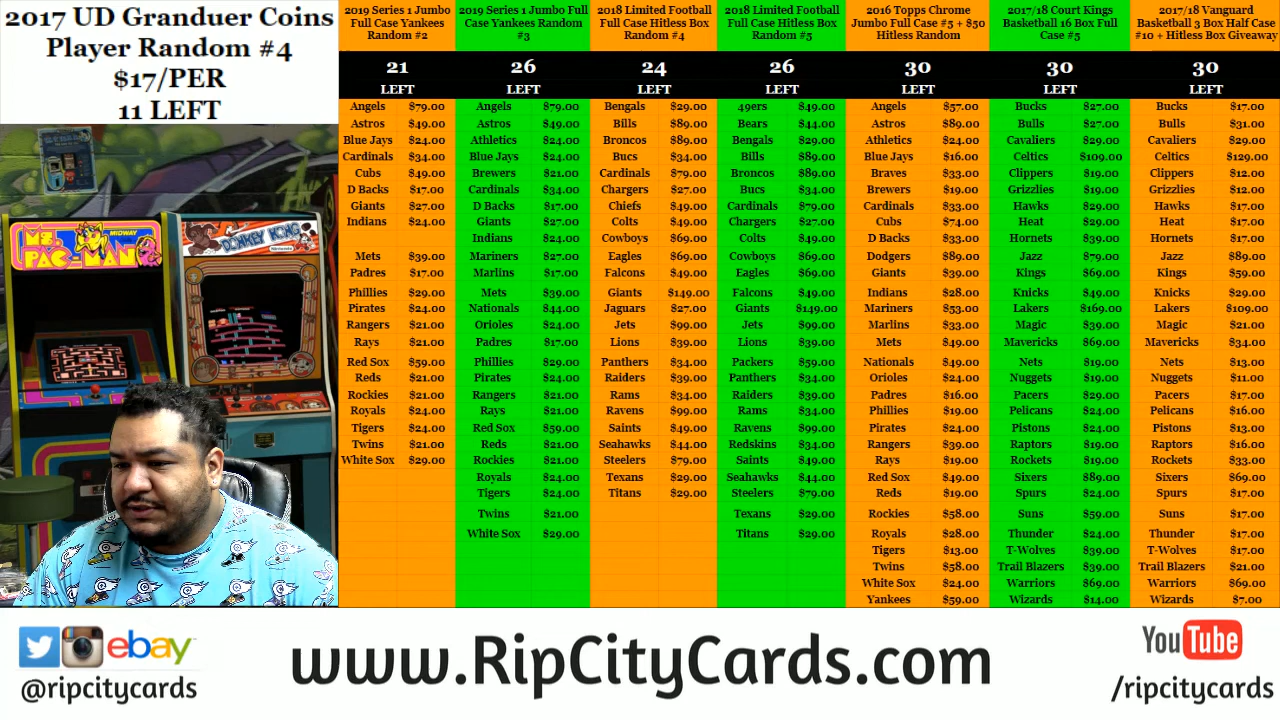 2017 UD Granduer Coins
Player Random #4
$17/PER
11 LEFT
MS. PAC-MAN
MIDWAY
DONKEY KONG
Nintendo
2019 Series 1 Jumbo
Full Case Yankees
Random #2
21
LEFT
Angels $79.00
Astros $49.00
Blue Jays $24.00
Cardinals $34.00
Cubs $49.00
D Backs $17.00
Giants $27.00
Indians $24.00
Mets $39.00
Padres $17.00
Phillies $29.00
Pirates $24.00
Rangers $21.00
Rays $21.00
Red Sox $59.00
Reds $21.00
Rockies $21.00
Royals $24.00
Tigers $24.00
Twins $21.00
White Sox $29.00
2019 Series 1 Jumbo Full
Case Yankees Random
#3
26
LEFT
Angels $79.00
Astros $49.00
Athletics $24.00
Blue Jays $24.00
Brewers $21.00
Cardinals $34.00
D Backs $17.00
Giants $27.00
Indians $24.00
Mariners $27.00
Marlins $17.00
Mets $39.00
Nationals $44.00
Orioles $24.00
Padres $17.00
Phillies $29.00
Pirates $24.00
Rangers $21.00
Rays $21.00
Red Sox $59.00
Reds $21.00
Rockies $21.00
Royals $24.00
Tigers $24.00
Twins $21.00
White Sox $29.00
2018 Limited Football
Full Case Hitless Box
Random #4
24
LEFT
Bengals $29.00
Bills $89.00
Broncos $89.00
Bucs $34.00
Cardinals $79.00
Chargers $27.00
Chiefs $49.00
Colts $49.00
Cowboys $69.00
Eagles $69.00
Falcons $49.00
Giants $149.00
Jaguars $27.00
Jets $99.00
Lions $39.00
Panthers $34.00
Raiders $39.00
Rams $34.00
Ravens $99.00
Saints $49.00
Seahawks $44.00
Steelers $79.00
Texans $29.00
Titans $29.00
2018 Limited Football
Full Case Hitless Box
Random #5
26
LEFT
49ers $49.00
Bears $44.00
Bengals $29.00
Bills $89.00
Broncos $89.00
Bucs $34.00
Cardinals $79.00
Chargers $27.00
Colts $49.00
Cowboys $69.00
Eagles $69.00
Falcons $49.00
Giants $149.00
Jets $99.00
Lions $39.00
Packers $59.00
Panthers $34.00
Raiders $39.00
Rams $34.00
Ravens $99.00
Redskins $34.00
Saints $49.00
Seahawks $44.00
Steelers $79.00
Texans $29.00
Titans $29.00
2016 Topps Chrome
Jumbo Full Case #5 + $50
Hitless Random
30
LEFT
Angels $57.00
Astros $89.00
Athletics $24.00
Blue Jays $16.00
Braves $33.00
Brewers $19.00
Cardinals $33.00
Cubs $74.00
D Backs $33.00
Dodgers $89.00
Giants $39.00
Indians $28.00
Mariners $53.00
Marlins $33.00
Mets $49.00
Nationals $49.00
Orioles $24.00
Padres $16.00
Phillies $19.00
Pirates $24.00
Rangers $39.00
Rays $19.00
Red Sox $49.00
Reds $19.00
Rockies $58.00
Royals $28.00
Tigers $13.00
Twins $58.00
White Sox $24.00
Yankees $59.00
2017/18 Court Kings
Basketball 16 Box Full
Case #5
30
LEFT
Bucks $27.00
Bulls $27.00
Cavaliers $29.00
Celtics $109.00
Clippers $19.00
Grizzlies $19.00
Hawks $29.00
Heat $29.00
Hornets $39.00
Jazz $79.00
Kings $69.00
Knicks $49.00
Lakers $169.00
Magic $39.00
Mavericks $69.00
Nets $19.00
Nuggets $19.00
Pacers $29.00
Pelicans $24.00
Pistons $24.00
Raptors $19.00
Rockets $19.00
Sixers $89.00
Spurs $24.00
Suns $59.00
Thunder $24.00
T-Wolves $39.00
Trail Blazers $39.00
Warriors $69.00
Wizards $14.00
2017/18 Vanguard
Basketball 3 Box Half Case
#10 + Hitless Box Giveaway
30
LEFT
Bucks $17.00
Bulls $31.00
Cavaliers $29.00
Celtics $129.00
Clippers $12.00
Grizzlies $12.00
Hawks $17.00
Heat $17.00
Hornets $17.00
Jazz $89.00
Kings $59.00
Knicks $29.00
Lakers $109.00
Magic $21.00
Mavericks $34.00
Nets $13.00
Nuggets $11.00
Pacers $17.00
Pelicans $16.00
Pistons $13.00
Raptors $16.00
Rockets $33.00
Sixers $69.00
Spurs $17.00
Suns $17.00
Thunder $17.00
T-Wolves $17.00
Trail Blazers $21.00
Warriors $69.00
Wizards $7.00
ebay
@ripcitycards
www.RipCityCards.com
YouTube
/ripcitycards